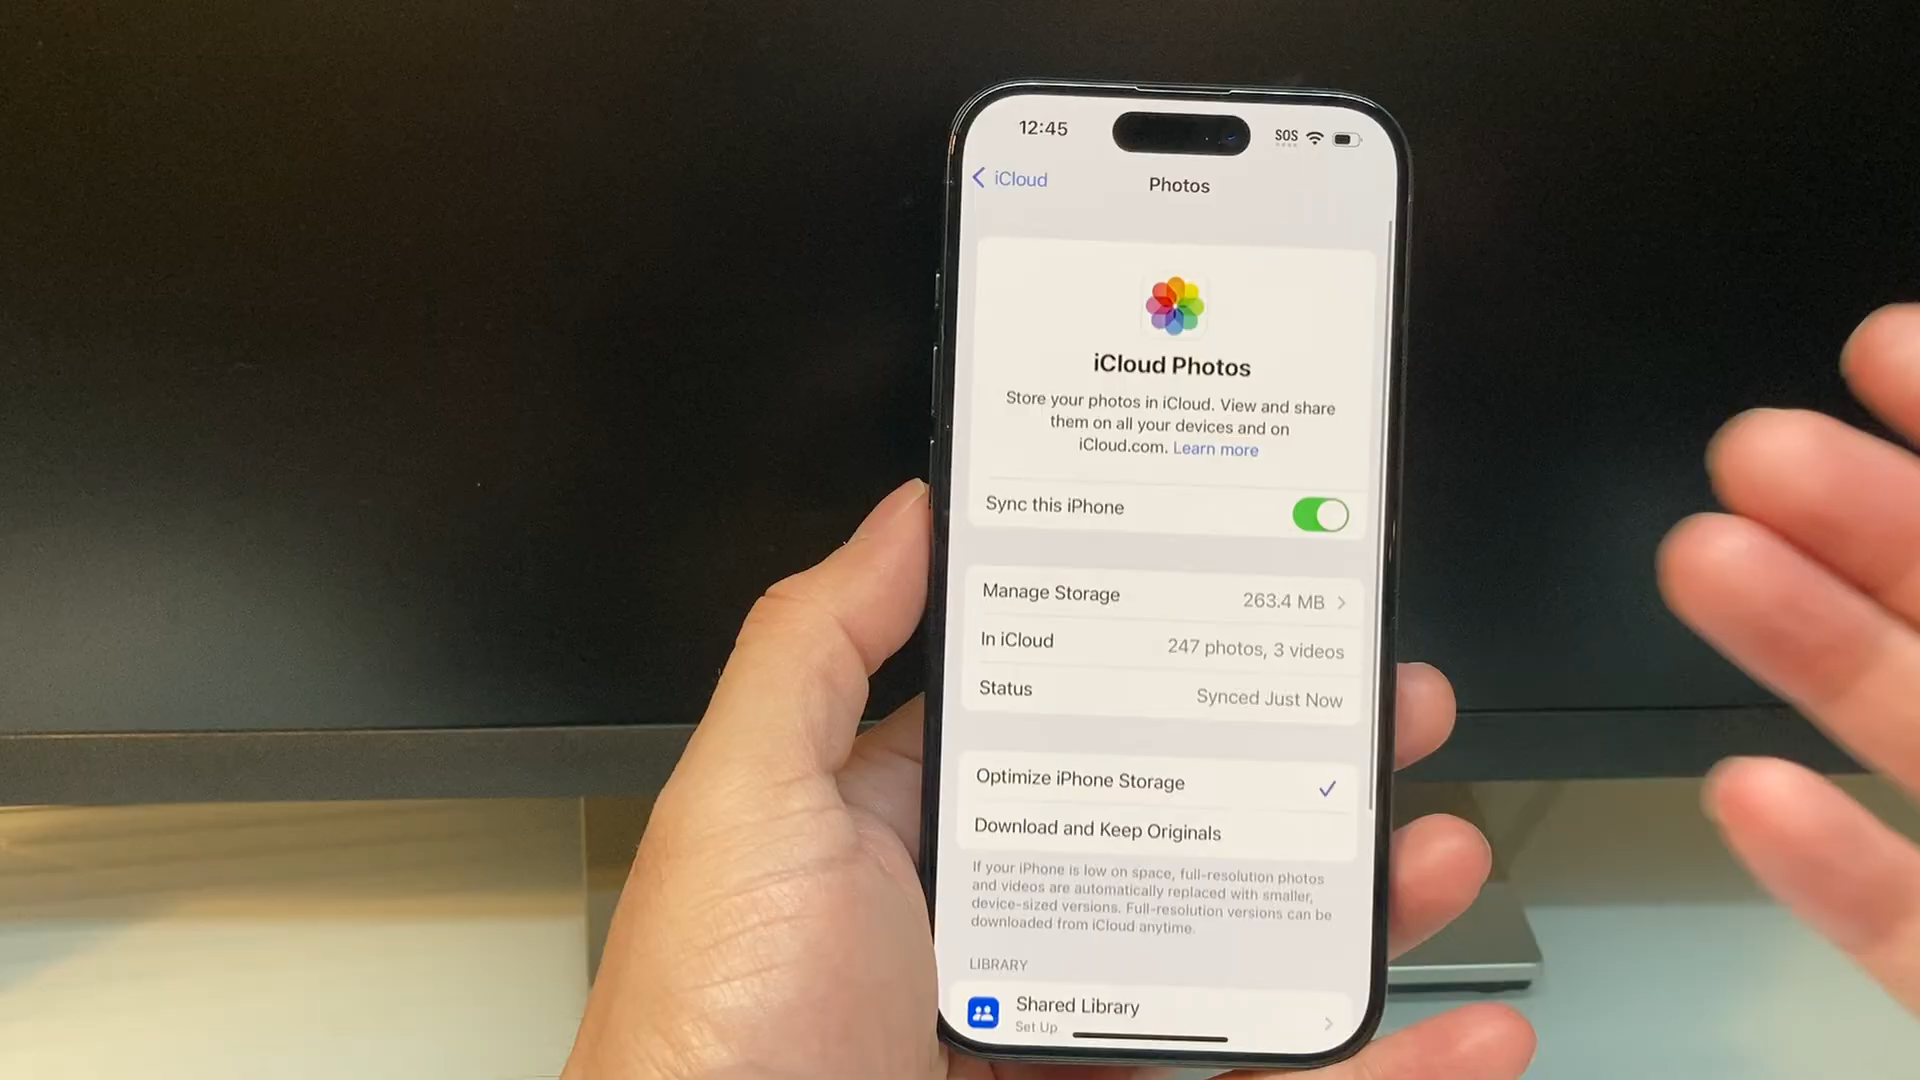 12:45
SOS
iCloud
Photos
iCloud Photos
Store your photos in iCloud. View and share
them on all your devices and on
iCloud.com. Learn more
Sync this iPhone
Manage Storage 263.4 MB
In iCloud 247 photos, 3 videos
Status Synced Just Now
Optimize iPhone Storage
Download and Keep Originals
If your iPhone is low on space, full-resolution photos
and videos are automatically replaced with smaller,
device-sized versions. Full-resolution versions can be
downloaded from iCloud anytime.
LIBRARY
Shared Library
Set Up